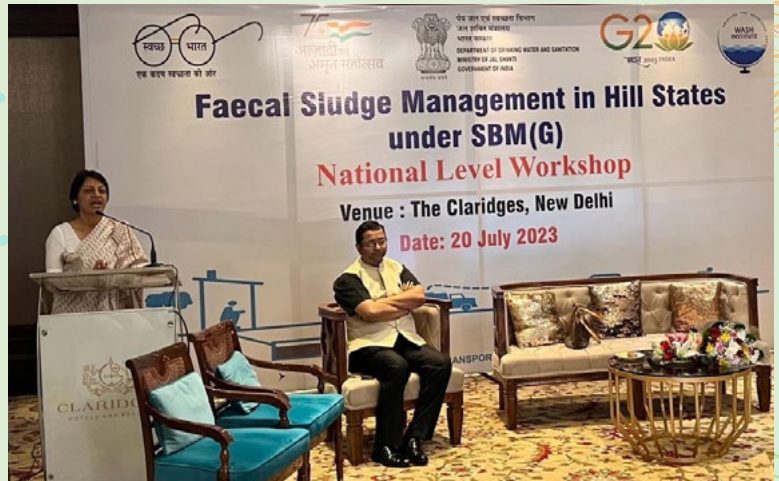 स्वच्छ भारत
एक कदम स्वच्छता की ओर
आज़ादी का
अमृत महोत्सव
पेय जल एवं स्वच्छता विभाग
जल शक्ति मंत्रालय
भारत सरकार
DEPARTMENT OF DRINKING WATER AND SANITATION
MINISTRY OF JAL SHAKTI
GOVERNMENT OF INDIA
G20
भारत 2023 INDIA
WASH
INSTITUTE
Faecal Sludge Management in Hill States
under SBM(G)
National Level Workshop
Venue : The Claridges, New Delhi
Date: 20 July 2023
CLARIDG